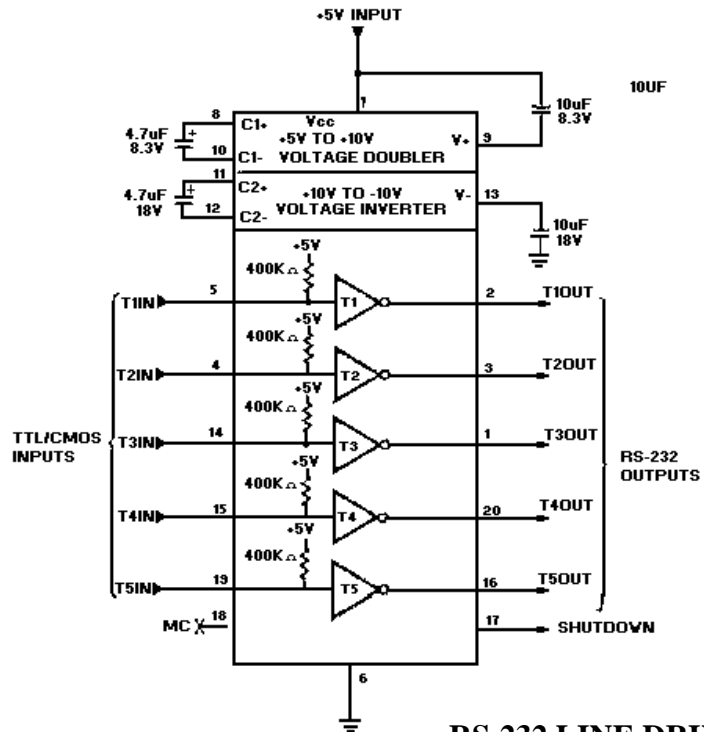 +5V INPUT
10UF
7
8
C1+
Vcc
10uF
8.3V
4.7uF
8.3V
+
+5V TO +10V
V+
9
10
C1-
VOLTAGE DOUBLER
11
C2+
+10V TO -10V
V-
13
4.7uF
18V
+
12
C2-
VOLTAGE INVERTER
10uF
18V
+5V
400KΩ
T1IN
5
T1
2
T1OUT
+5V
400KΩ
T2IN
4
T2
3
T2OUT
+5V
400KΩ
TTL/CMOS
INPUTS
T3IN
14
T3
1
T3OUT
RS-232
OUTPUTS
+5V
400KΩ
T4IN
15
T4
20
T4OUT
+5V
400KΩ
T5IN
19
T5
16
T5OUT
MC
18
17
SHUTDOWN
6